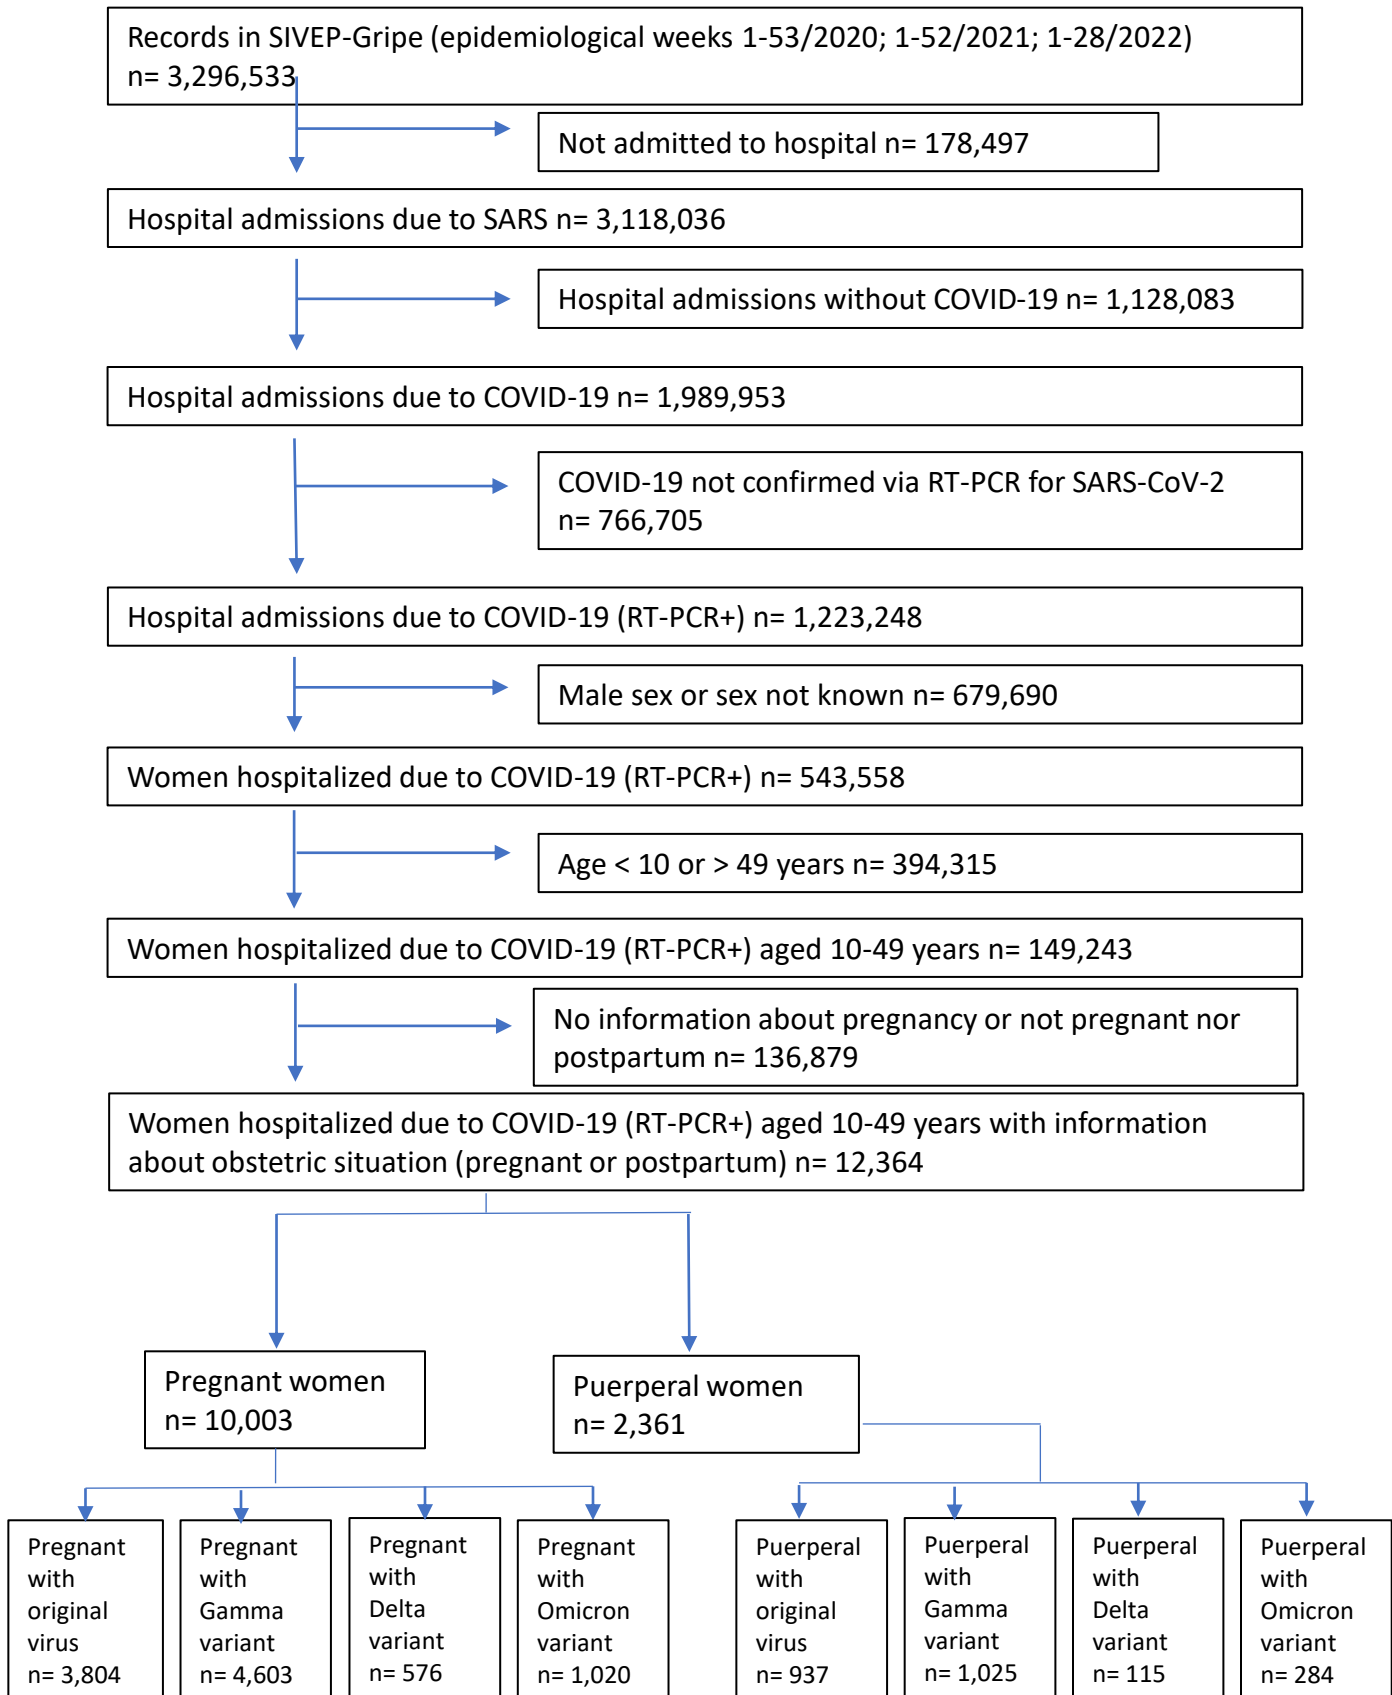 Records in SIVEP-Gripe (epidemiological weeks 1-53/2020; 1-52/2021; 1-28/2022)
n= 3,296,533
Not admitted to hospital n= 178,497
Hospital admissions due to SARS n= 3,118,036
Hospital admissions without COVID-19 n= 1,128,083
Hospital admissions due to COVID-19 n= 1,989,953
COVID-19 not confirmed via RT-PCR for SARS-CoV-2
n= 766,705
Hospital admissions due to COVID-19 (RT-PCR+) n= 1,223,248
Male sex or sex not known n= 679,690
Women hospitalized due to COVID-19 (RT-PCR+) n= 543,558
Age < 10 or > 49 years n= 394,315
Women hospitalized due to COVID-19 (RT-PCR+) aged 10-49 years n= 149,243
No information about pregnancy or not pregnant nor
postpartum n= 136,879
Women hospitalized due to COVID-19 (RT-PCR+) aged 10-49 years with information
about obstetric situation (pregnant or postpartum) n= 12,364
Pregnant women
n= 10,003
Puerperal women
n= 2,361
Pregnant
with
original
virus
n= 3,804
Pregnant
with
Gamma
variant
n= 4,603
Pregnant
with
Delta
variant
n= 576
Pregnant
with
Omicron
variant
n= 1,020
Puerperal
with
original
virus
n= 937
Puerperal
with
Gamma
variant
n= 1,025
Puerperal
with
Delta
variant
n= 115
Puerperal
with
Omicron
variant
n= 284